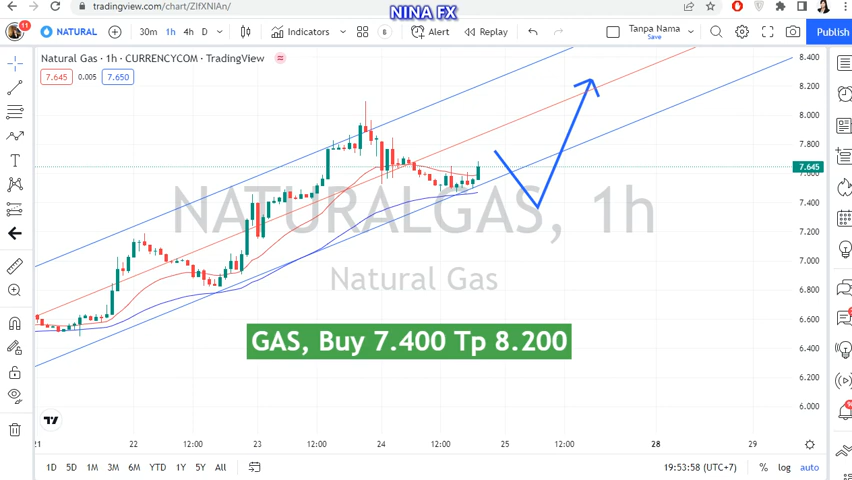 tradingview.com/chart/ZIfXNIAn/
NINA FX
11
NATURAL
30m 1h 4h D
Indicators
8
Alert
Replay
Tanpa Nama
Save
Publish
Natural Gas · 1h · CURRENCYCOM · TradingView
7.645 0.005 7.650
NATURALGAS, 1h
Natural Gas
GAS, Buy 7.400 Tp 8.200
8.400
8.200
8.000
7.800
7.645
7.600
7.400
7.200
7.000
6.800
6.600
6.400
6.200
6.000
21 22 12:00 23 12:00 24 12:00 25 12:00 28 29
1D 5D 1M 3M 6M YTD 1Y 5Y All
19:53:58 (UTC+7)
% log auto